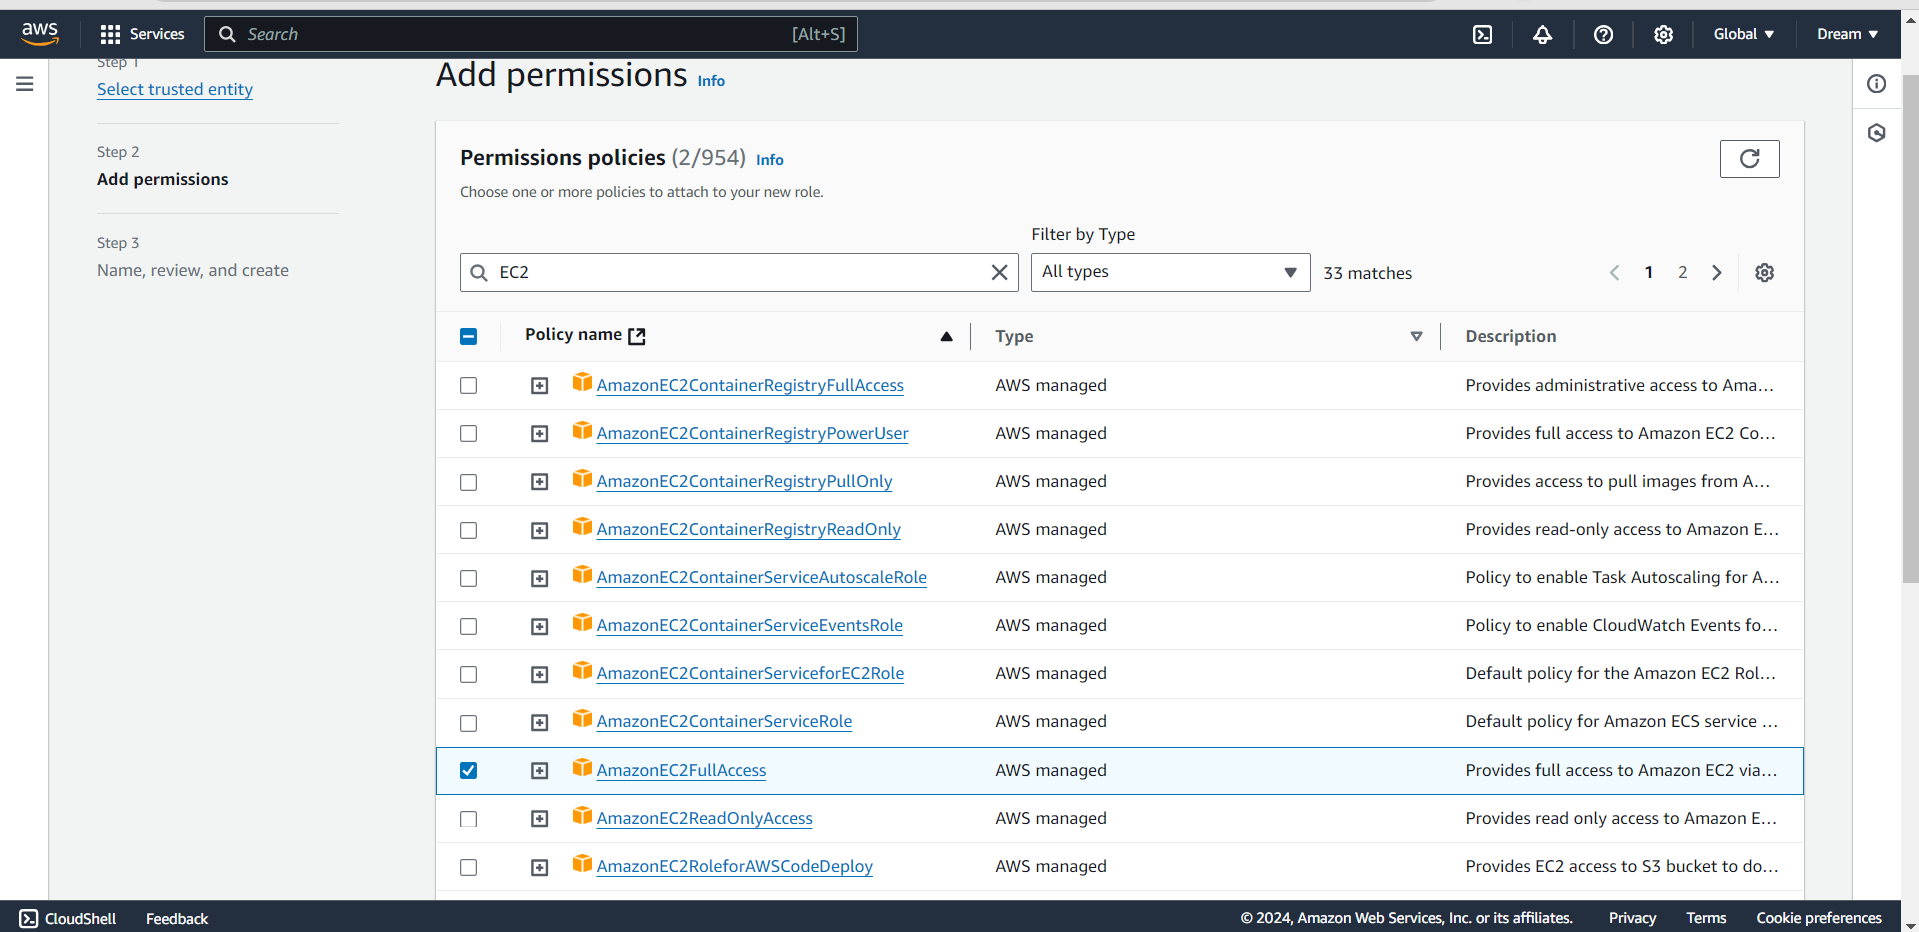 aws Services Search [Alt+S] Global Dream
Step 1
Select trusted entity
Step 2
Add permissions
Step 3
Name, review, and create
Add permissions Info
Permissions policies (2/954) Info
Choose one or more policies to attach to your new role.
Filter by Type
EC2 All types 33 matches 1 2
Policy name Type Description
AmazonEC2ContainerRegistryFullAccess AWS managed Provides administrative access to Ama...
AmazonEC2ContainerRegistryPowerUser AWS managed Provides full access to Amazon EC2 Co...
AmazonEC2ContainerRegistryPullOnly AWS managed Provides access to pull images from A...
AmazonEC2ContainerRegistryReadOnly AWS managed Provides read-only access to Amazon E...
AmazonEC2ContainerServiceAutoscaleRole AWS managed Policy to enable Task Autoscaling for A...
AmazonEC2ContainerServiceEventsRole AWS managed Policy to enable CloudWatch Events fo...
AmazonEC2ContainerServiceforEC2Role AWS managed Default policy for the Amazon EC2 Rol...
AmazonEC2ContainerServiceRole AWS managed Default policy for Amazon ECS service ...
AmazonEC2FullAccess AWS managed Provides full access to Amazon EC2 via...
AmazonEC2ReadOnlyAccess AWS managed Provides read only access to Amazon E...
AmazonEC2RoleforAWSCodeDeploy AWS managed Provides EC2 access to S3 bucket to do...
CloudShell Feedback © 2024, Amazon Web Services, Inc. or its affiliates. Privacy Terms Cookie preferences